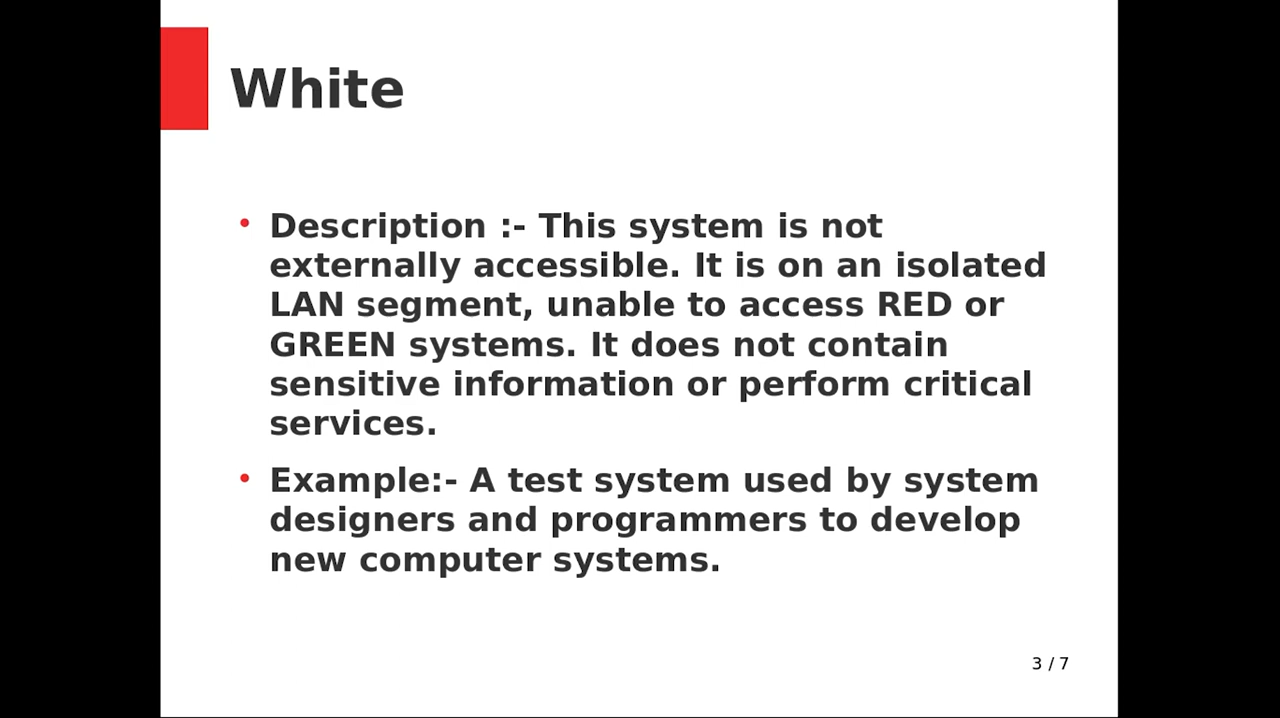 White
• Description :- This system is not
externally accessible. It is on an isolated
LAN segment, unable to access RED or
GREEN systems. It does not contain
sensitive information or perform critical
services.
• Example:- A test system used by system
designers and programmers to develop
new computer systems.
3 / 7